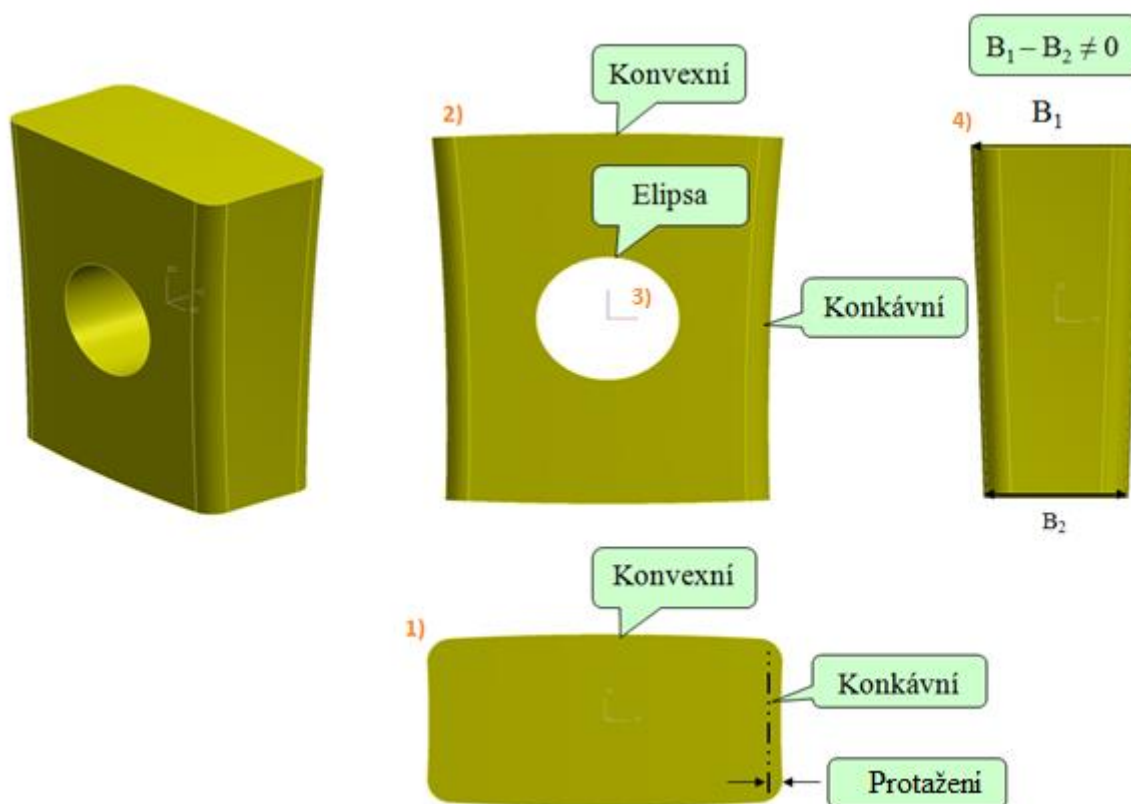 B₁ – B₂ ≠ 0
Konvexní
2)
4)
B₁
Elipsa
3)
Konkávní
B₂
Konvexní
1)
Konkávní
Protažení